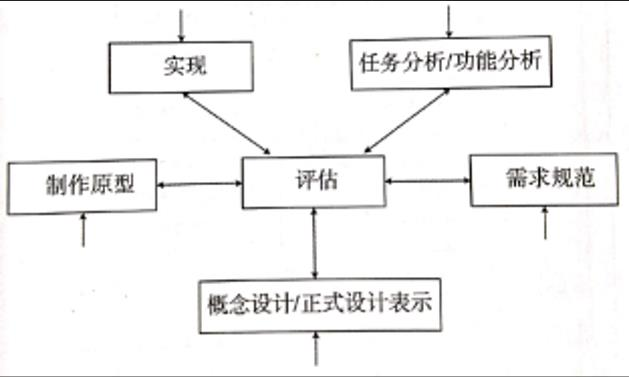 实现
任务分析/功能分析
制作原型
评估
需求规范
概念设计/正式设计表示